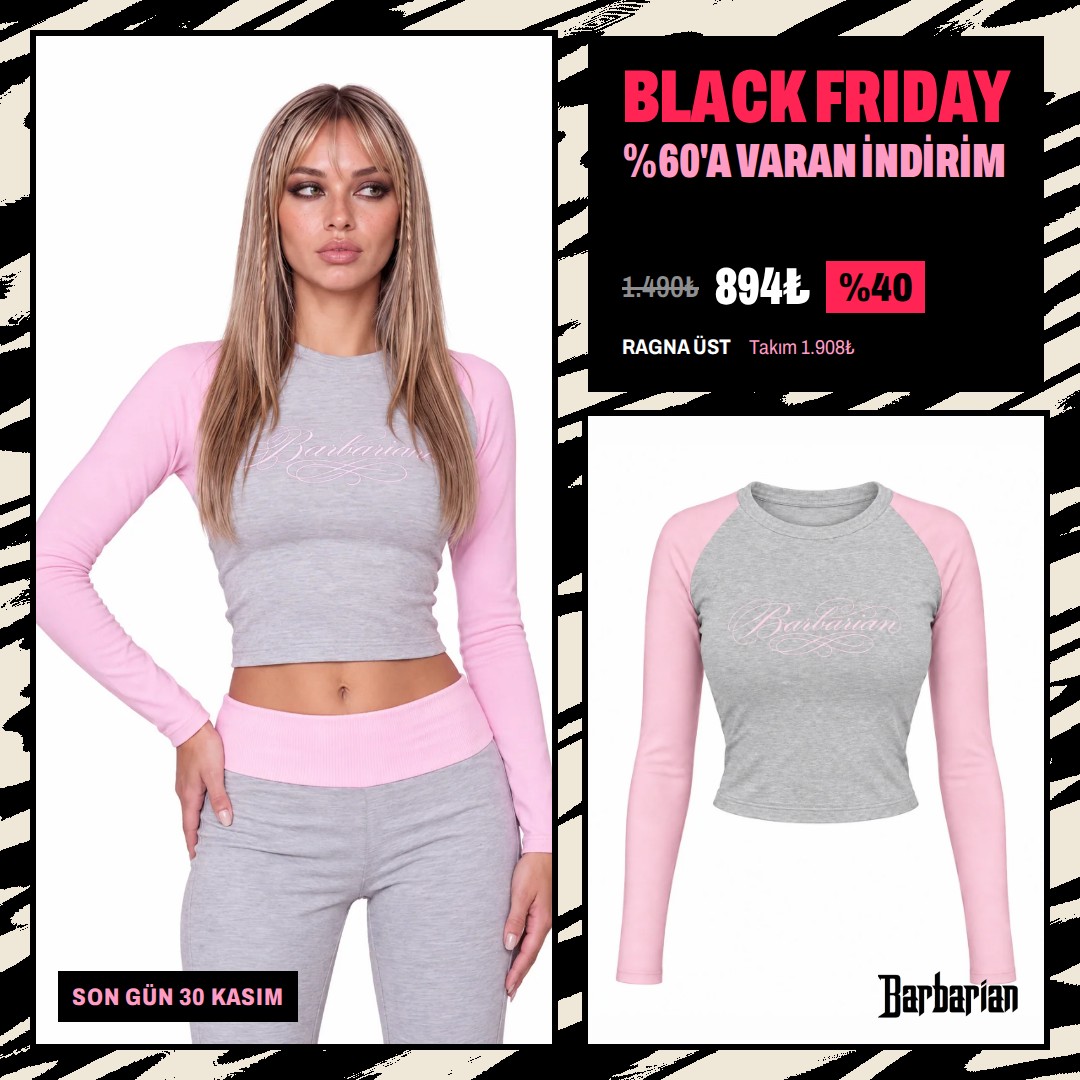 BLACK FRIDAY
%60'A VARAN İNDİRİM
1.490₺ 894₺ %40
RAGNA ÜST Takım 1.908₺
Barbarian
Barbarian
SON GÜN 30 KASIM
Barbarian